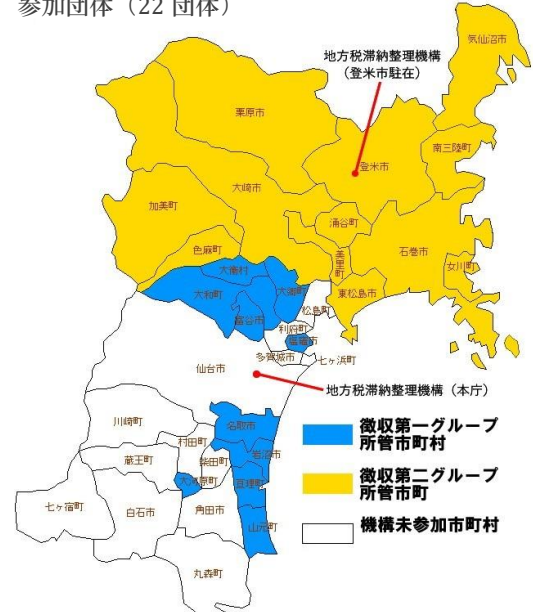 参加団体（22 団体）
気仙沼市
地方税滞納整理機構
（登米市駐在）
栗原市
南三陸町
登米市
大崎市
加美町
涌谷町
石巻市
色麻町
美里町
女川町
大衡村
大和町
大郷町
東松島市
松島町
富谷市
利府町
塩竈市
多賀城市
七ヶ浜町
仙台市
地方税滞納整理機構（本庁）
川崎町
名取市
徴収第一グループ
所管市町村
村田町
岩沼市
蔵王町
柴田町
大河原町
亘理町
徴収第二グループ
所管市町
七ヶ宿町
白石市
角田市
山元町
機構未参加市町村
丸森町